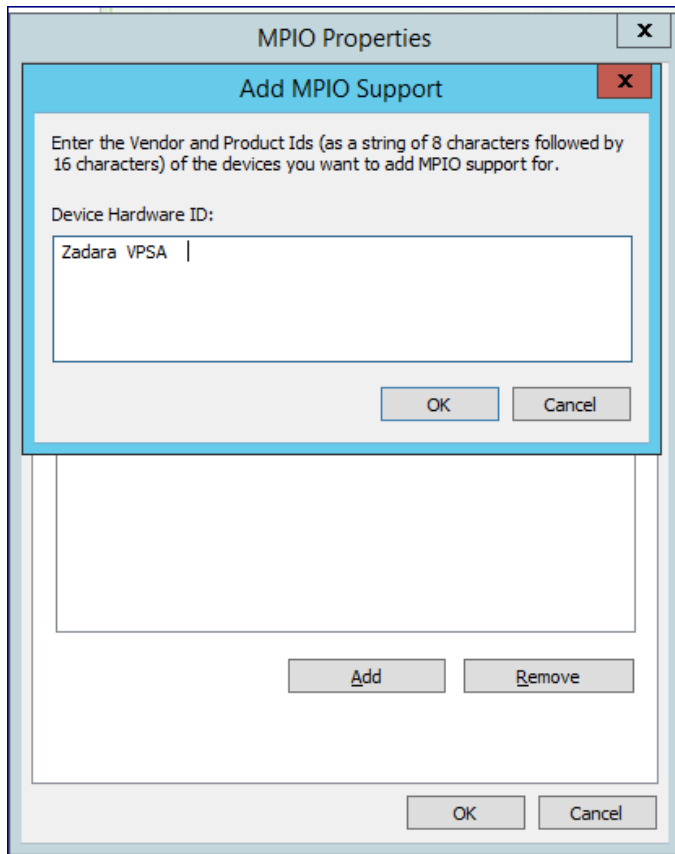 MPIO Properties
x
Add MPIO Support
x
Enter the Vendor and Product Ids (as a string of 8 characters followed by
16 characters) of the devices you want to add MPIO support for.
Device Hardware ID:
Zadara VPSA
OK Cancel
Add Remove
OK Cancel